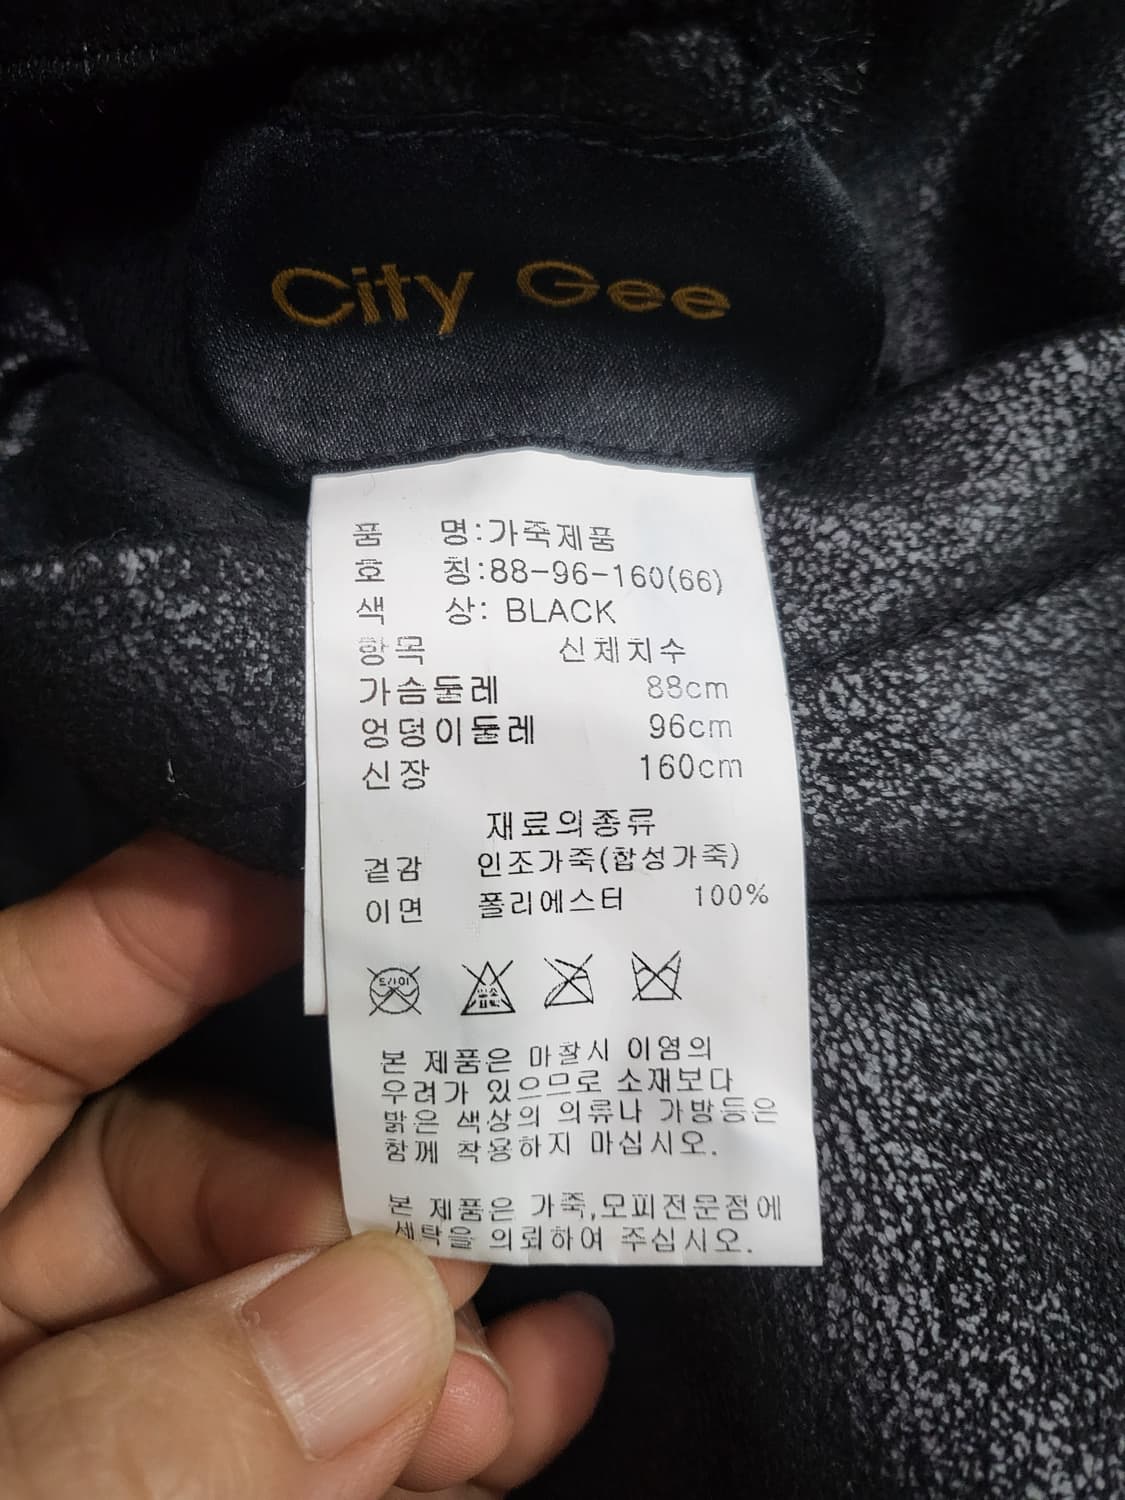 City Gee
품 명:가죽제품
호 칭:88-96-160(66)
색 상: BLACK
항목 신체치수
가슴둘레 88cm
엉덩이둘레 96cm
신장 160cm
재료의종류
겉감 인조가죽(합성가죽)
이면 폴리에스터 100%
드라이
본 제품은 마찰시 이염의
우려가 있으므로 소재보다
밝은 색상의 의류나 가방등은
함께 착용하지 마십시오.
본 제품은 가죽,모피전문점에
세탁을 의뢰하여 주십시오.